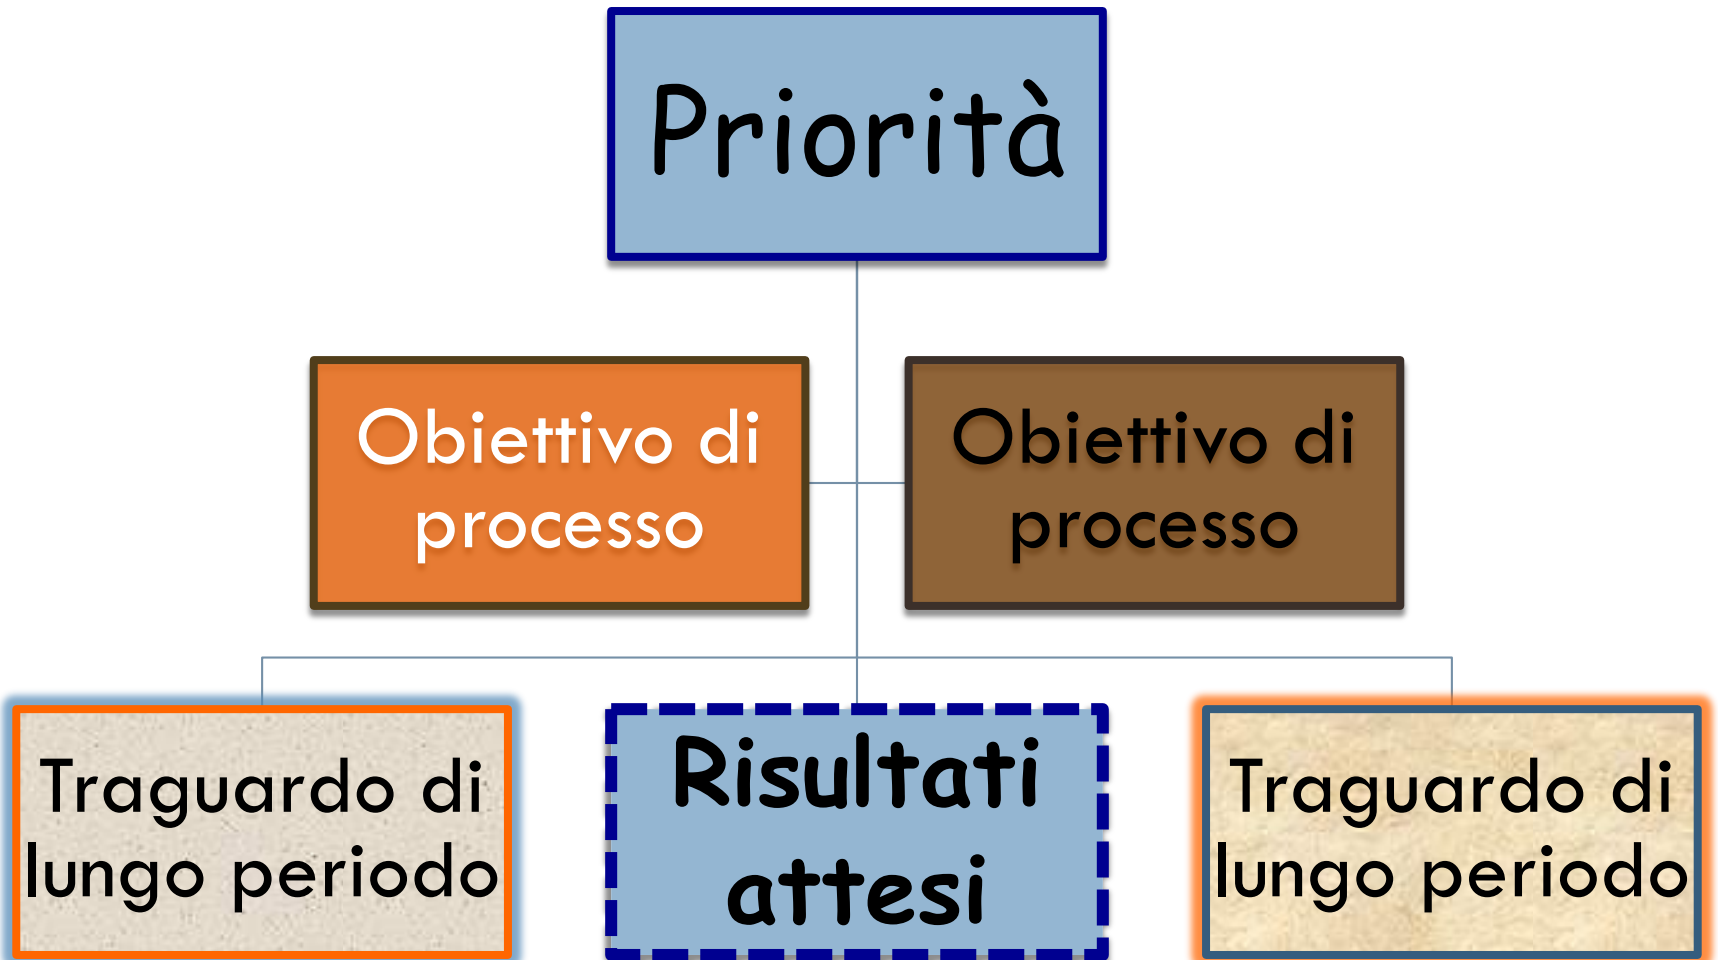 Priorità
Obiettivo di
processo
Obiettivo di
processo
Traguardo di
lungo periodo
Risultati
attesi
Traguardo di
lungo periodo